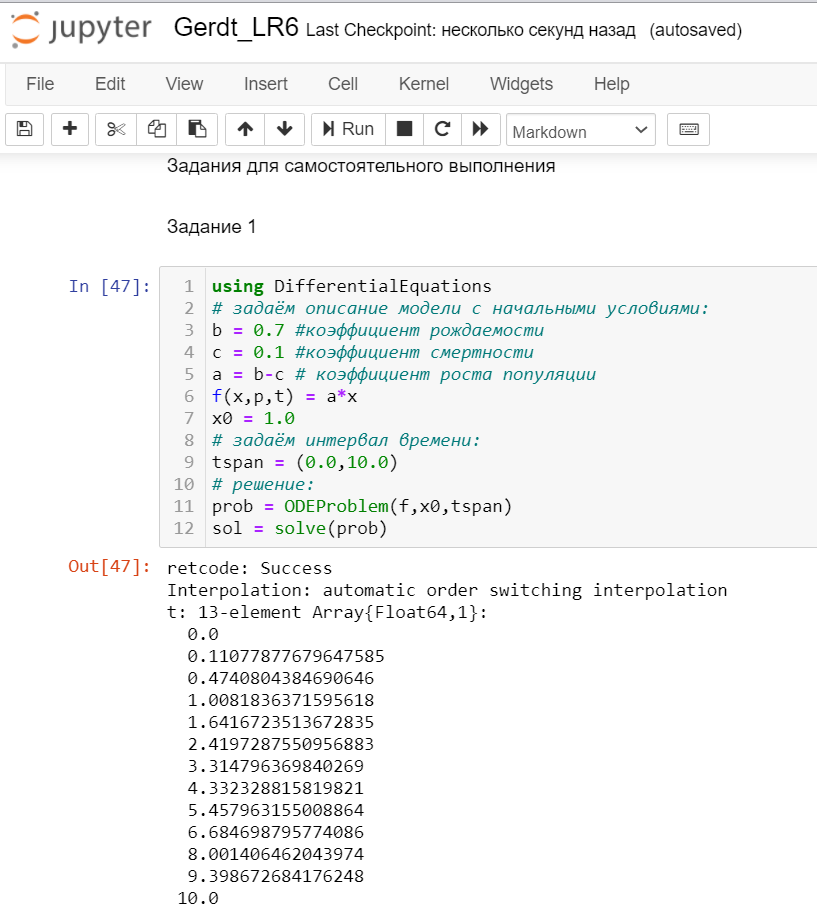 jupyter Gerdt_LR6 Last Checkpoint: несколько секунд назад (autosaved)
File Edit View Insert Cell Kernel Widgets Help
Run Markdown
Задания для самостоятельного выполнения
Задание 1
In [47]:
1 using DifferentialEquations
2 # задаём описание модели с начальными условиями:
3 b = 0.7 #коэффициент рождаемости
4 c = 0.1 #коэффициент смертности
5 a = b-c # коэффициент роста популяции
6 f(x,p,t) = a*x
7 x0 = 1.0
8 # задаём интервал времени:
9 tspan = (0.0,10.0)
10 # решение:
11 prob = ODEProblem(f,x0,tspan)
12 sol = solve(prob)
Out[47]: retcode: Success
Interpolation: automatic order switching interpolation
t: 13-element Array{Float64,1}:
0.0
0.11077877679647585
0.4740804384690646
1.0081836371595618
1.6416723513672835
2.4197287550956883
3.314796369840269
4.332328815819821
5.457963155008864
6.684698795774086
8.001406462043974
9.398672684176248
10.0